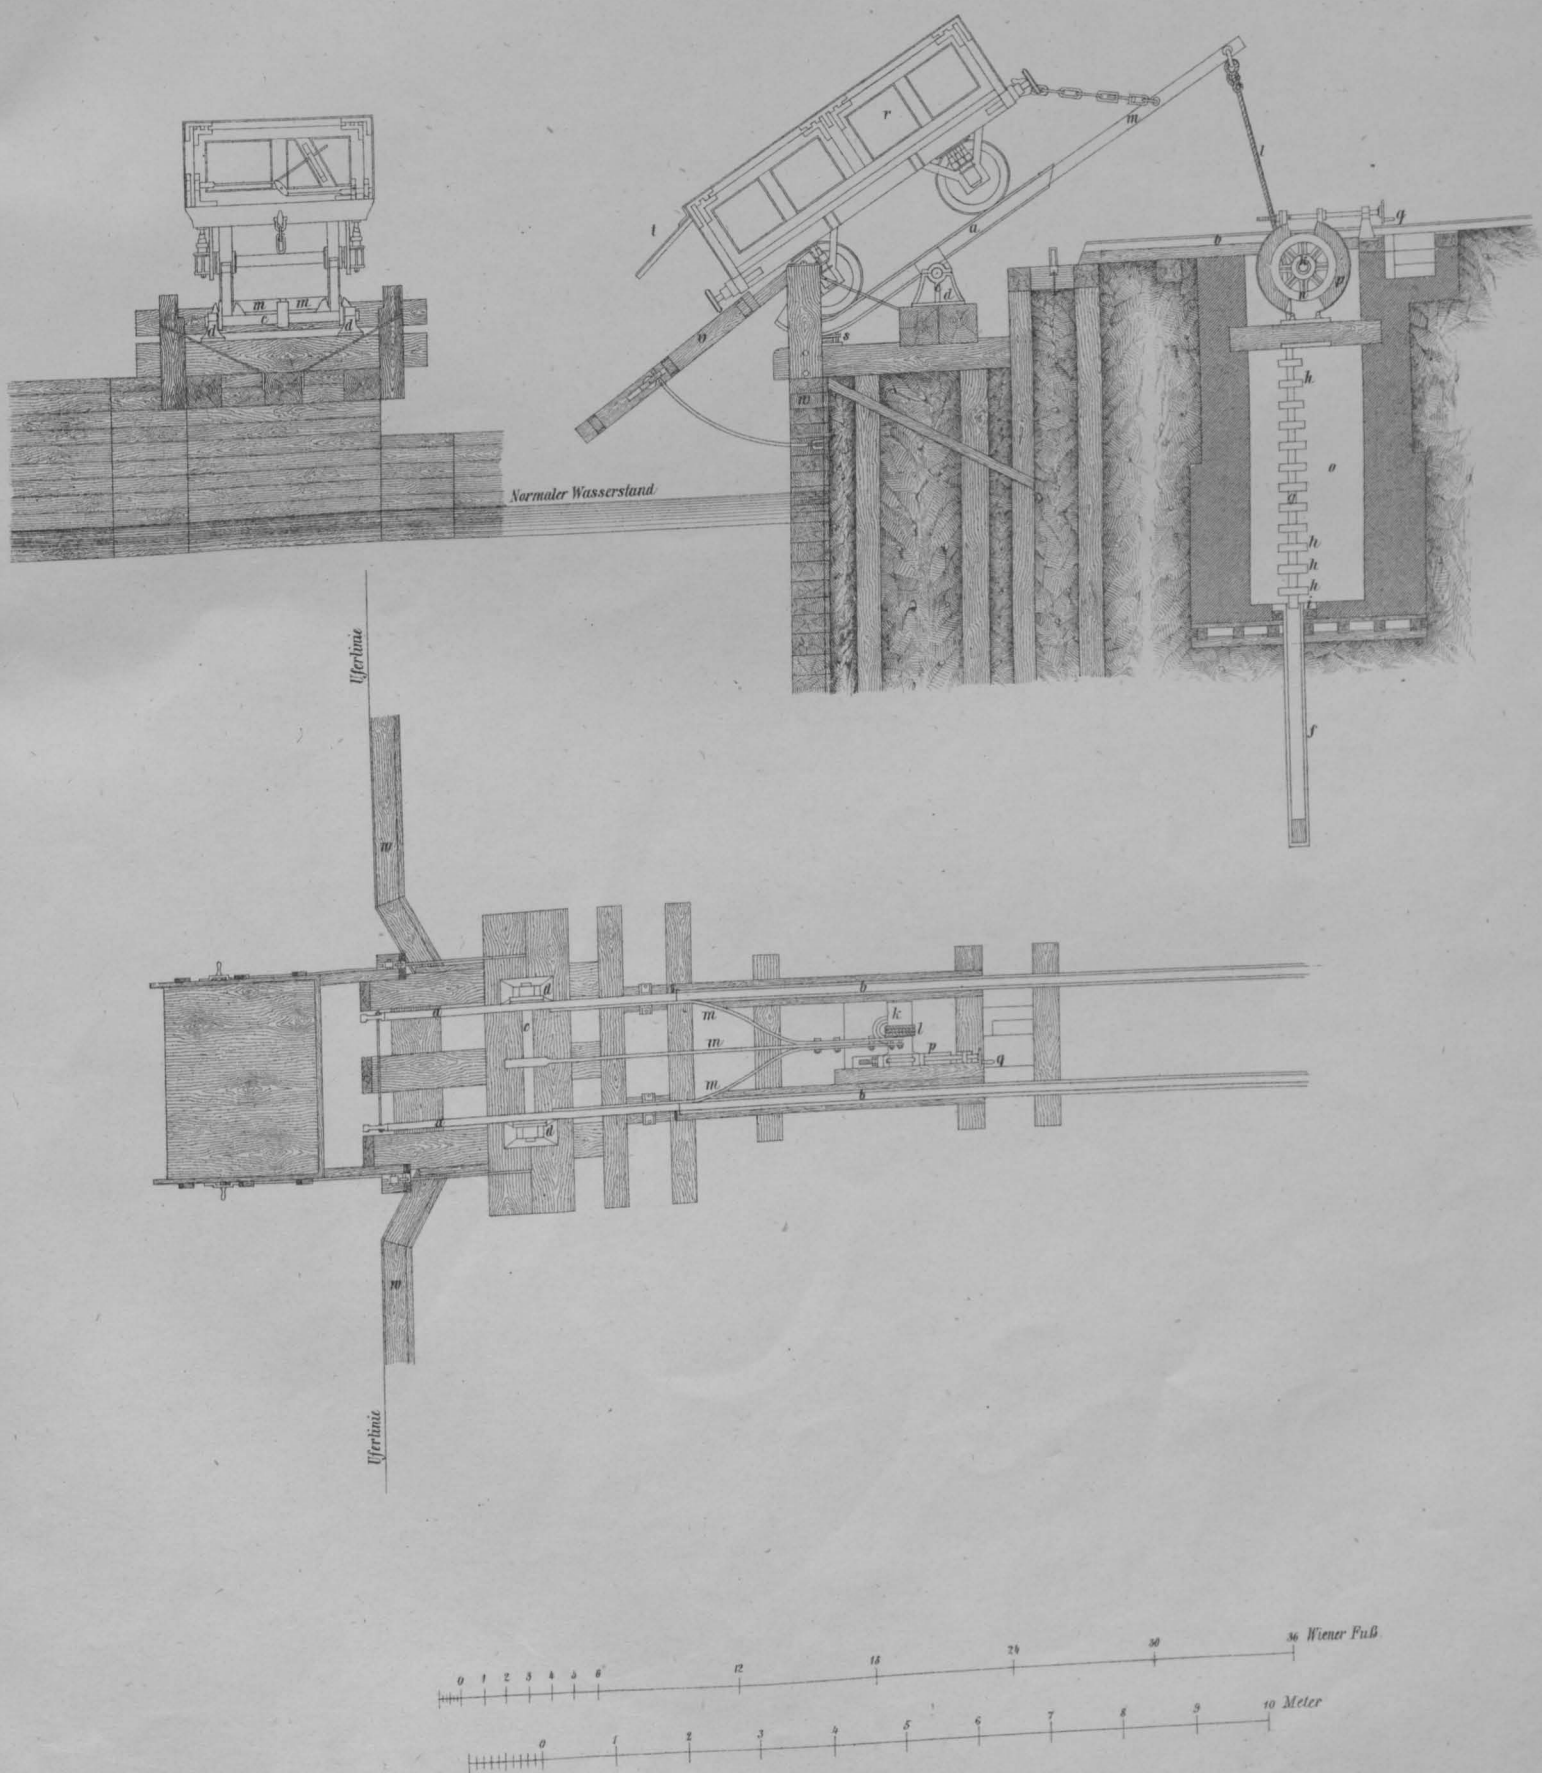 r
m
t
l
u
b
q
m m
c
d d
d
k
n
p
v
s
h
w
o
g
Normaler Wasserstand
h
h
h
i
f
Uferlinie
w
d
a
b
m
k
c
l
m
p
q
m
b
a
d
w
Uferlinie
0 1 2 3 4 5 6 12 18 24 30 36 Wiener Fuß
0 1 2 3 4 5 6 7 8 9 10 Meter